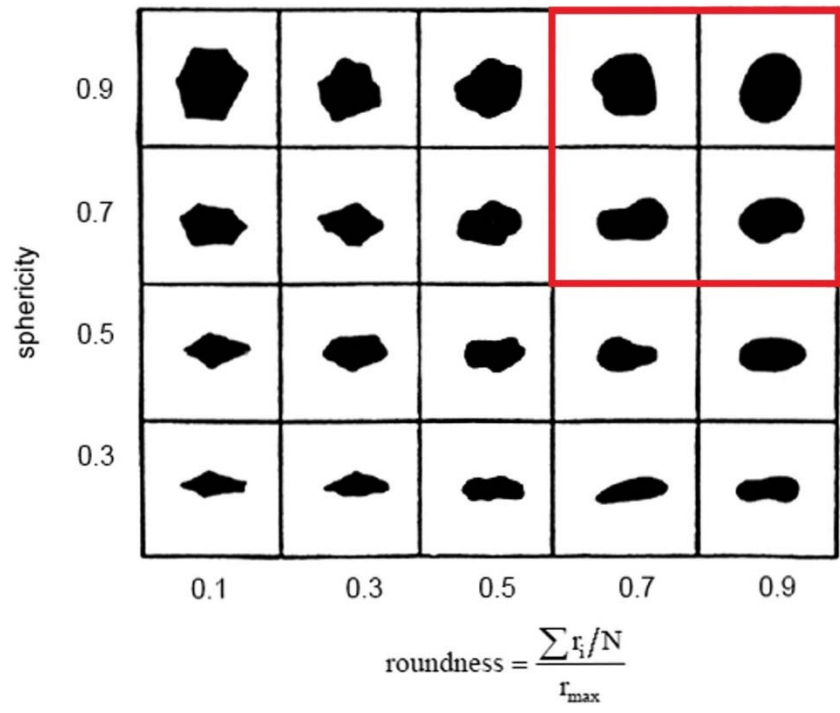 0.9
0.7
0.5
0.3
sphericity
0.1 0.3 0.5 0.7 0.9
roundness = ∑ rᵢ/N / r_max